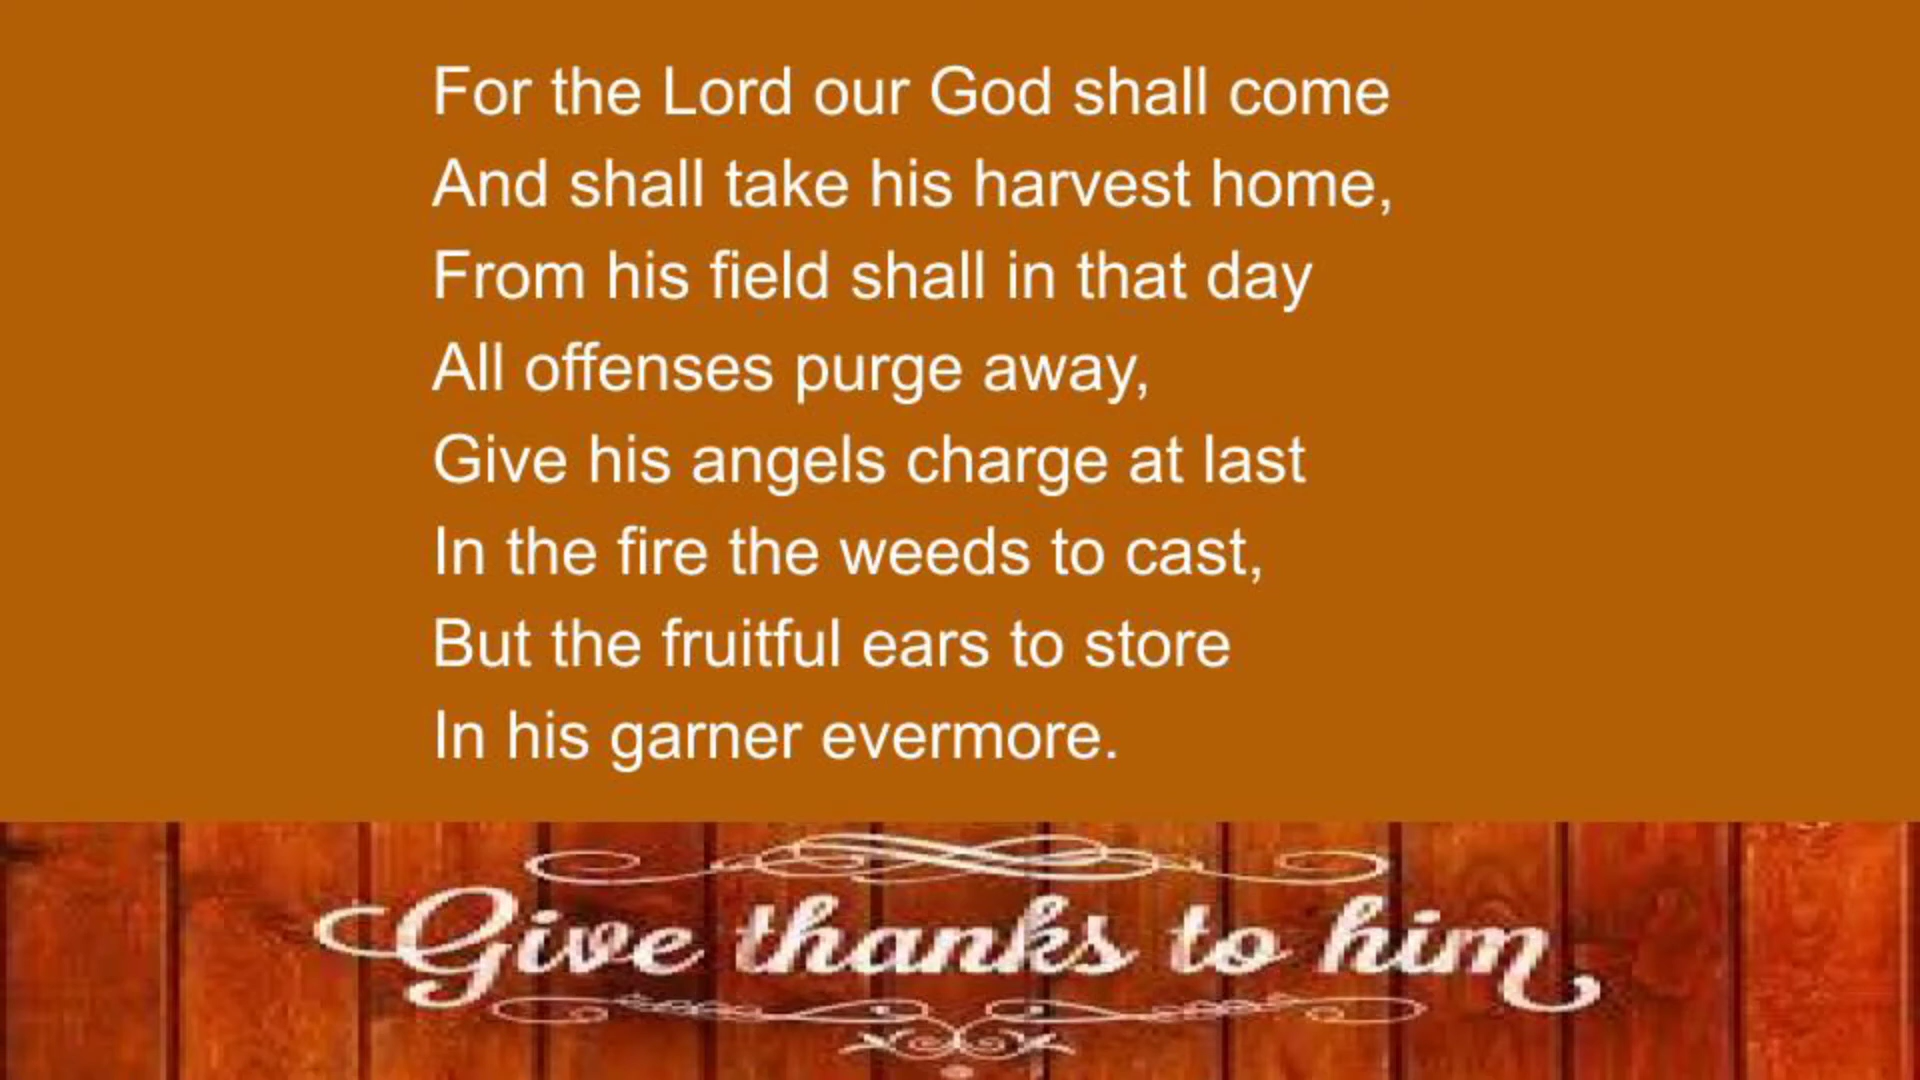 For the Lord our God shall come
And shall take his harvest home,
From his field shall in that day
All offenses purge away,
Give his angels charge at last
In the fire the weeds to cast,
But the fruitful ears to store
In his garner evermore.
Give thanks to him